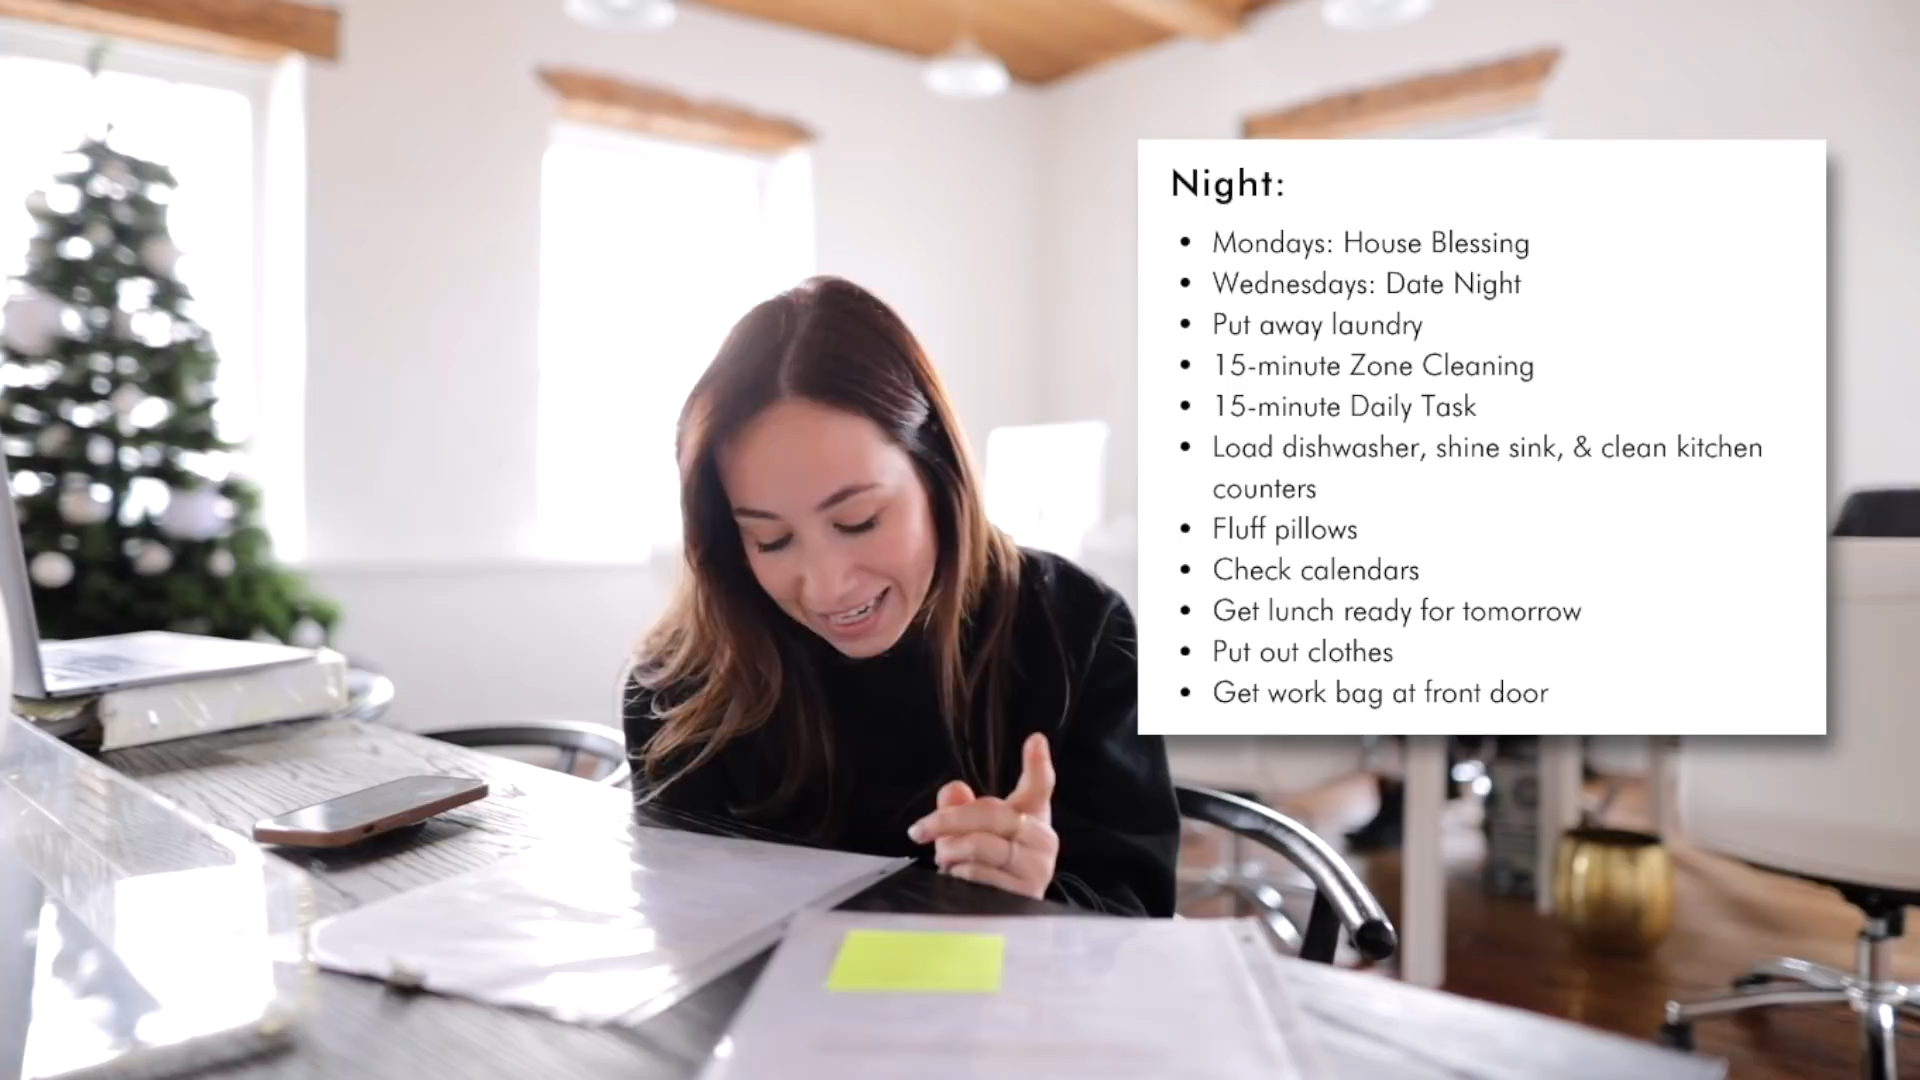 Night:
• Mondays: House Blessing
• Wednesdays: Date Night
• Put away laundry
• 15-minute Zone Cleaning
• 15-minute Daily Task
• Load dishwasher, shine sink, & clean kitchen
counters
• Fluff pillows
• Check calendars
• Get lunch ready for tomorrow
• Put out clothes
• Get work bag at front door